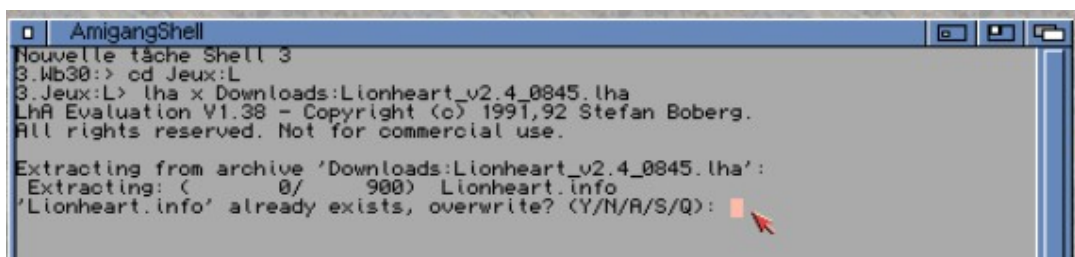 AmigangShell
Nouvelle tâche Shell 3
3.Wb30:> cd Jeux:L
3.Jeux:L> lha x Downloads:Lionheart_v2.4_0845.lha
LhA Evaluation V1.38 - Copyright (c) 1991,92 Stefan Boberg.
All rights reserved. Not for commercial use.
Extracting from archive 'Downloads:Lionheart_v2.4_0845.lha':
Extracting: (       0/     900)  Lionheart.info
'Lionheart.info' already exists, overwrite? (Y/N/A/S/Q):